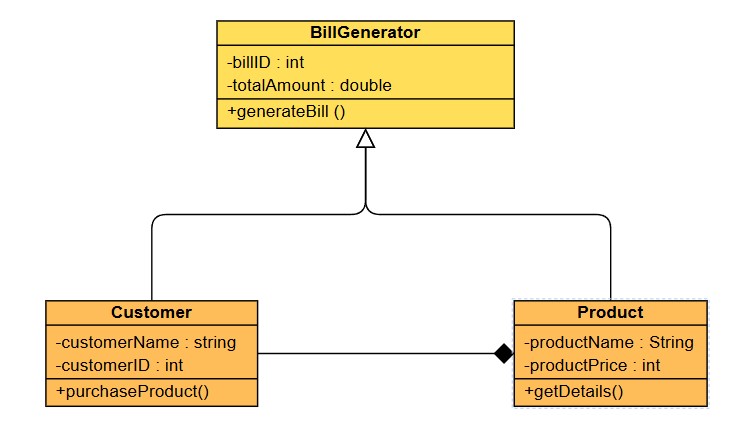 BillGenerator
-billID : int
-totalAmount : double
+generateBill ()
Customer
-customerName : string
-customerID : int
+purchaseProduct()
Product
-productName : String
-productPrice : int
+getDetails()